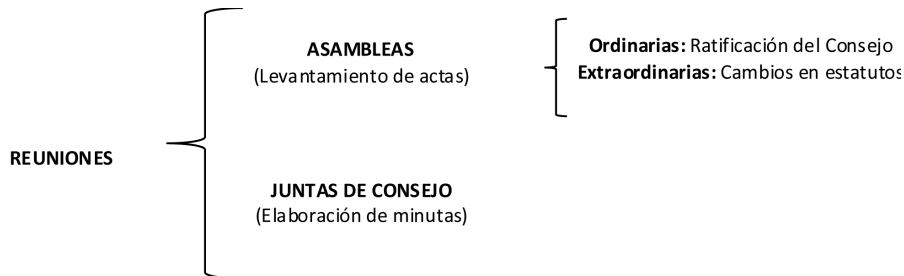 ASAMBLEAS
(Levantamiento de actas)
Ordinarias: Ratificación del Consejo
Extraordinarias: Cambios en estatutos
REUNIONES
JUNTAS DE CONSEJO
(Elaboración de minutas)